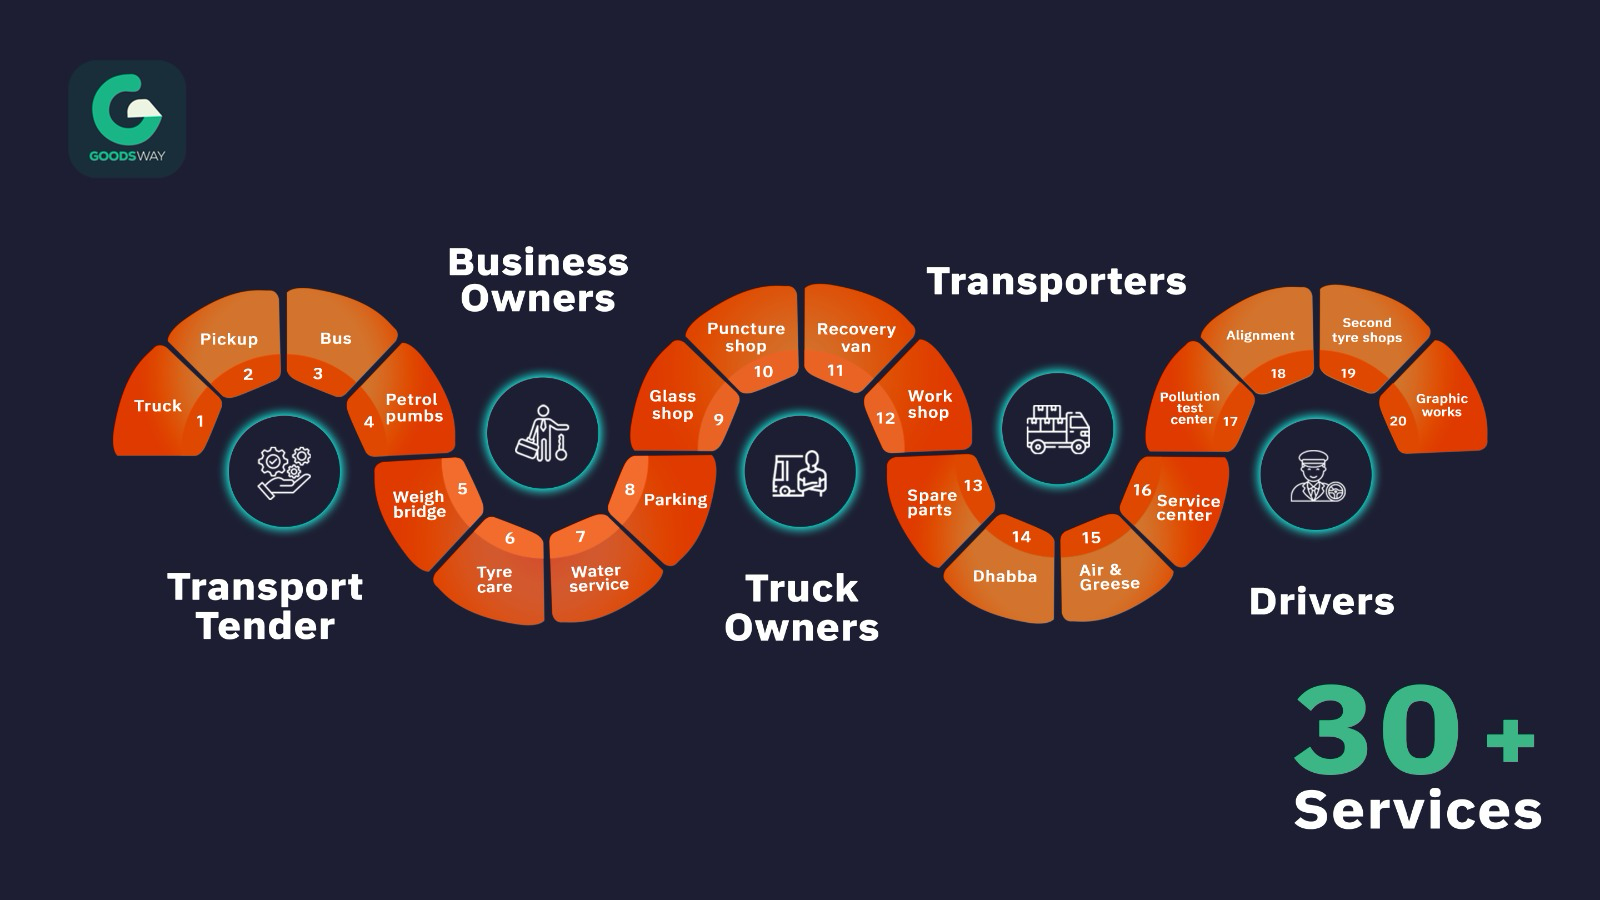 GOODSWAY
Business
Owners
Transporters
Truck
1
Pickup
2
Bus
3
4
Petrol
pumbs
Weigh
bridge
5
6
Tyre
care
7
Water
service
8
Parking
Glass
shop
9
Puncture
shop
10
Recovery
van
11
12
Work
shop
Spare
parts
13
14
Dhabba
15
Air &
Greese
16
Service
center
Pollution
test
center
17
Alignment
18
Second
tyre shops
19
20
Graphic
works
Transport
Tender
Truck
Owners
Drivers
30 +
Services